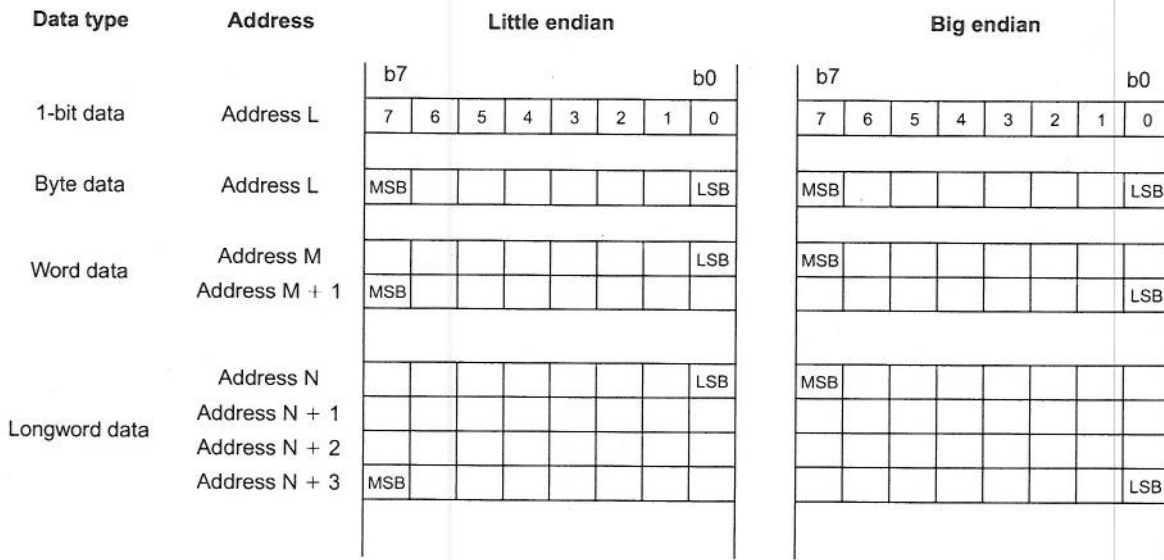 Data type Address Little endian Big endian
b7 b0 b7 b0
1-bit data Address L 7 6 5 4 3 2 1 0 7 6 5 4 3 2 1 0
Byte data Address L MSB LSB MSB LSB
Word data Address M LSB MSB
Address M + 1 MSB LSB
Longword data Address N LSB MSB
Address N + 1
Address N + 2
Address N + 3 MSB LSB